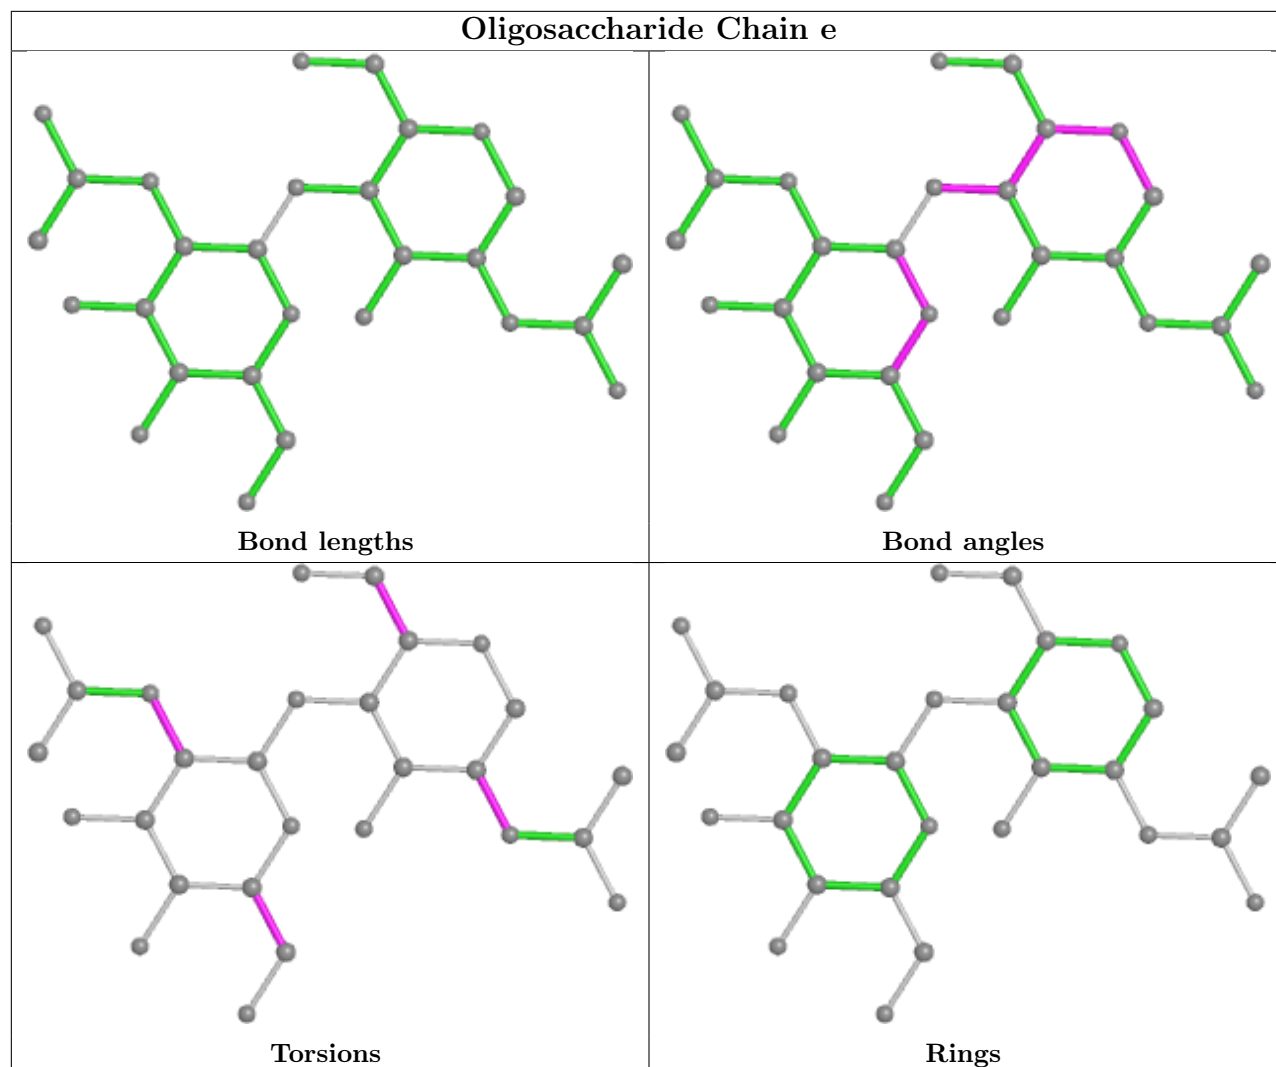 Oligosaccharide Chain e
Bond lengths
Bond angles
Torsions
Rings